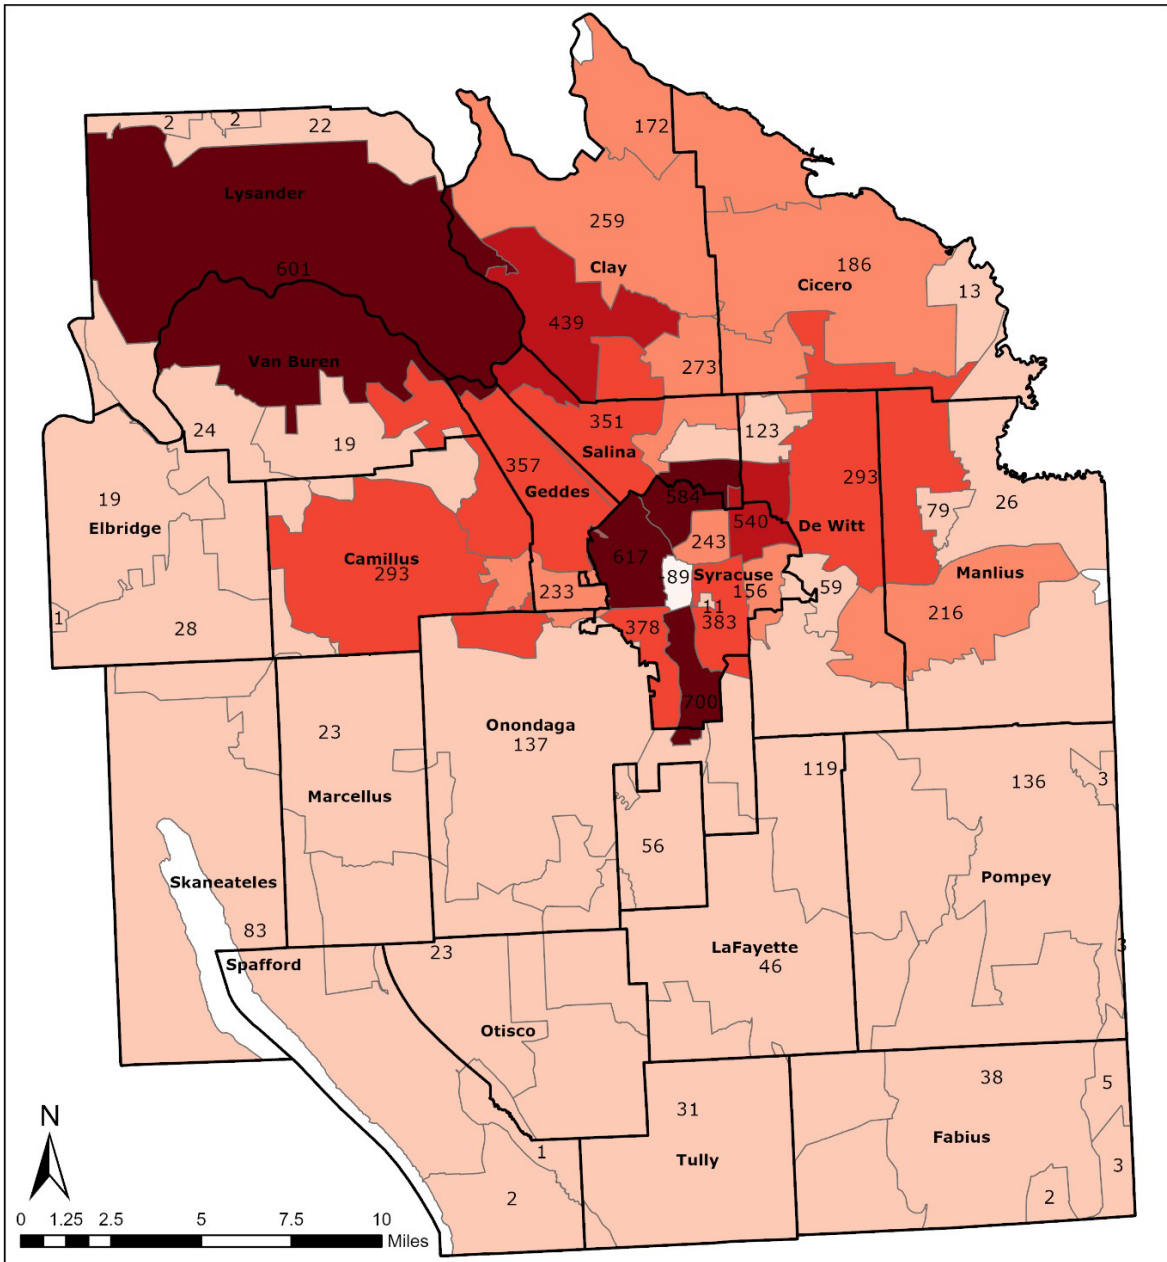 2
2
22
172
Lysander
259
Clay
186
Cicero
601
13
439
Van Buren
273
24
19
351
Salina
123
357
Geddes
293
19
Elbridge
584
540
De Witt
79
26
243
617
Camillus
293
-89
Syracuse
Manlius
233
156
59
11
1
28
378
383
216
700
23
Onondaga
137
119
136
3
Marcellus
56
Skaneateles
Pompey
83
23
LaFayette
46
3
Spafford
Otisco
38
5
31
N
Fabius
1
Tully
3
2
2
0 1.25 2.5 5 7.5 10
Miles